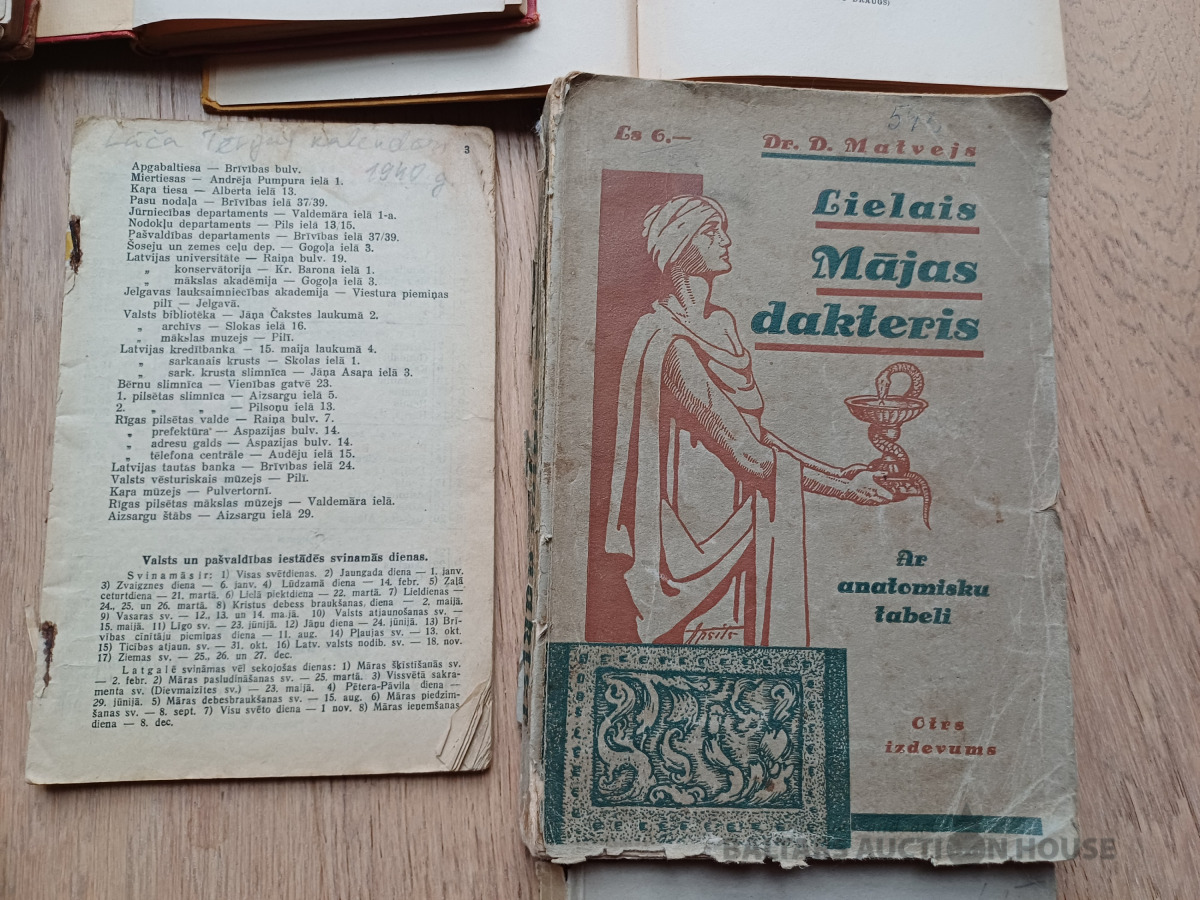 DRAUGS)
kalendars
1940 g
3
Apgabaltiesa — Brīvības bulv.
Miertiesas — Andrēja Pumpura ielā 1.
Kaŗa tiesa — Alberta ielā 13.
Pasu nodaļa — Brīvības ielā 37/39.
Jūrniecības departaments — Valdemāra ielā 1-a.
Nodokļu departaments — Pils ielā 13/15.
Pašvaldības departaments — Brīvības ielā 37/39.
Šoseju un zemes ceļu dep. — Gogoļa ielā 3.
Latvijas universitāte — Raiņa bulv. 19.
„ konservātorija — Kr. Barona ielā 1.
„ mākslas akadēmija — Gogoļa ielā 3.
Jelgavas lauksaimniecības akademija — Viestura piemiņas
pilī — Jelgavā.
Valsts bibliotēka — Jāņa Čakstes laukumā 2.
„ archīvs — Slokas ielā 16.
„ mākslas muzejs — Pilī.
Latvijas kredītbanka — 15. maija laukumā 4.
„ sarkanais krusts — Skolas ielā 1.
„ sark. krusta slimnīca — Jāņa Asaŗa ielā 3.
Bērnu slimnīca — Vienības gatvē 23.
1. pilsētas slimnīca — Aizsargu ielā 5.
2. „ „ — Pilsoņu ielā 13.
Rīgas pilsētas valde — Raiņa bulv. 7.
„ prefektūra — Aspazijas bulv. 14.
„ adresu galds — Aspazijas bulv. 14.
„ tēlefona centrāle — Audēju ielā 15.
Latvijas tautas banka — Brīvības ielā 24.
Valsts vēsturiskais mūzejs — Pilī.
Kaŗa mūzejs — Pulvertornī.
Rīgas pilsētas mākslas mūzejs — Valdemāra ielā.
Aizsargu štābs — Aizsargu ielā 29.
Valsts un pašvaldības iestādēs svinamās dienas.
Svinamās ir: 1) Visas svētdienas. 2) Jaungada diena — 1. janv.
3) Zvaigznes diena — 6. janv. 4) Lūdzamā diena — 14. febr. 5) Zaļā
ceturtdiena — 21. martā. 6) Lielā piektdiena — 22. martā. 7) Lieldienas —
24., 25. un 26. martā. 8) Kristus debess braukšanas diena — 2. maijā.
9) Vasaras sv. — 12., 13. un 14. maijā. 10) Valsts atjaunošanas sv. —
15. maijā. 11) Līgo sv. — 23. jūnijā. 12) Jāņu diena — 24. jūnijā. 13) Brī-
vības cīnītāju piemiņas diena — 11. aug. 14) Pļaujas sv. — 13. okt.
15) Ticības atjaun. sv. — 31. okt. 16) Latv. valsts nodib. sv. — 18. nov.
17) Ziemas sv. — 25., 26. un 27. dec.
Latgalē svinamas vēl sekojošas dienas: 1) Māras šķīstīšanās sv.
— 2. febr. 2) Māras pasludināšanas sv. — 25. martā. 3) Vissvētā sakra-
menta sv. (Dievmaizītes sv.) — 23. maijā. 4) Pētera-Pāvila diena —
29. jūnijā. 5) Māras debesbraukšanas sv. — 15. aug. 6) Māras piedzim-
šanas sv. — 8. sept. 7) Visu svēto diena — 1 nov. 8) Māras ieņemšanas
diena — 8. dec.
Ls 6.—
Dr. D. Matvejs
Lielais
Mājas
dakteris
Ar
anatomisku
tabeli
Apsits
Otrs
izdevums
BALTARS AUCTION HOUSE